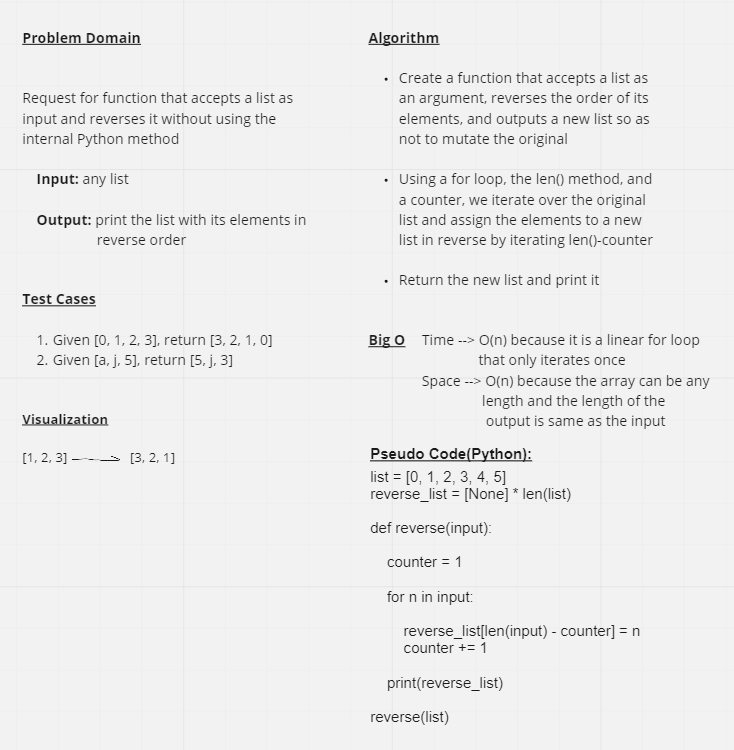 Problem Domain
Request for function that accepts a list as
input and reverses it without using the
internal Python method
Input: any list
Output: print the list with its elements in
reverse order
Test Cases
1. Given [0, 1, 2, 3], return [3, 2, 1, 0]
2. Given [a, j, 5], return [5, j, 3]
Visualization
[1, 2, 3] [3, 2, 1]
Algorithm
• Create a function that accepts a list as
an argument, reverses the order of its
elements, and outputs a new list so as
not to mutate the original
• Using a for loop, the len() method, and
a counter, we iterate over the original
list and assign the elements to a new
list in reverse by iterating len()-counter
• Return the new list and print it
Big O Time --> O(n) because it is a linear for loop
that only iterates once
Space --> O(n) because the array can be any
length and the length of the
output is same as the input
Pseudo Code(Python):
list = [0, 1, 2, 3, 4, 5]
reverse_list = [None] * len(list)
def reverse(input):
counter = 1
for n in input:
reverse_list[len(input) - counter] = n
counter += 1
print(reverse_list)
reverse(list)